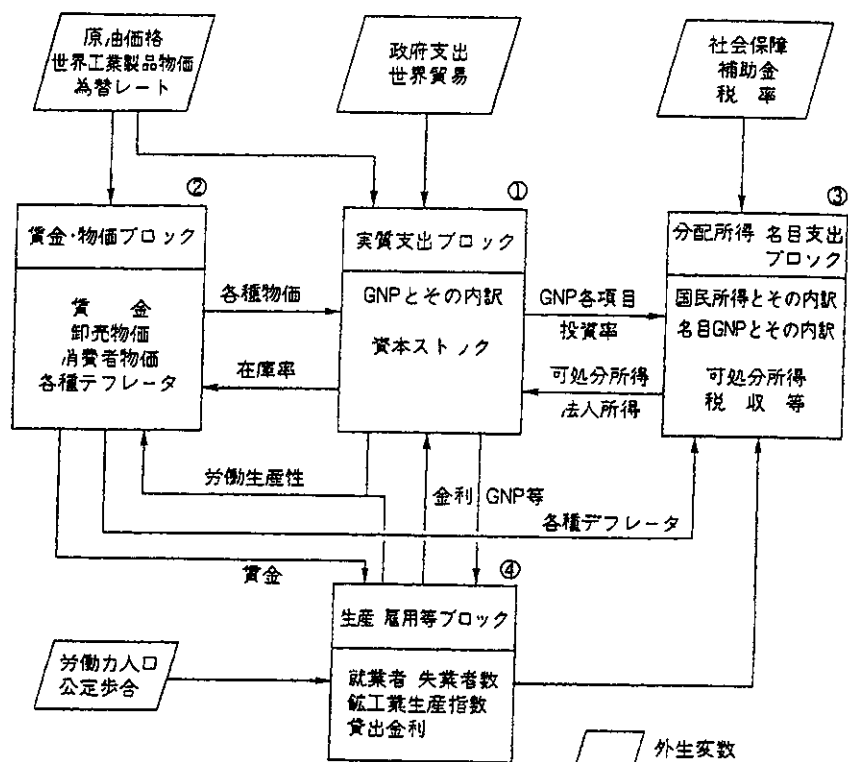 原油価格
世界工業製品物価
為替レート
政府支出
世界貿易
社会保障
補助金
税率
②
賃金・物価ブロック
賃金
卸売物価
消費者物価
各種デフレータ
①
実質支出ブロック
GNPとその内訳
資本ストック
③
分配所得 名目支出
ブロック
国民所得とその内訳
名目GNPとその内訳
可処分所得
税収等
各種物価
在庫率
GNP各項目
投資率
可処分所得
法人所得
労働生産性
金利
GNP等
各種デフレータ
賃金
④
生産 雇用等ブロック
就業者 失業者数
鉱工業生産指数
貸出金利
労働力人口
公定歩合
外生変数